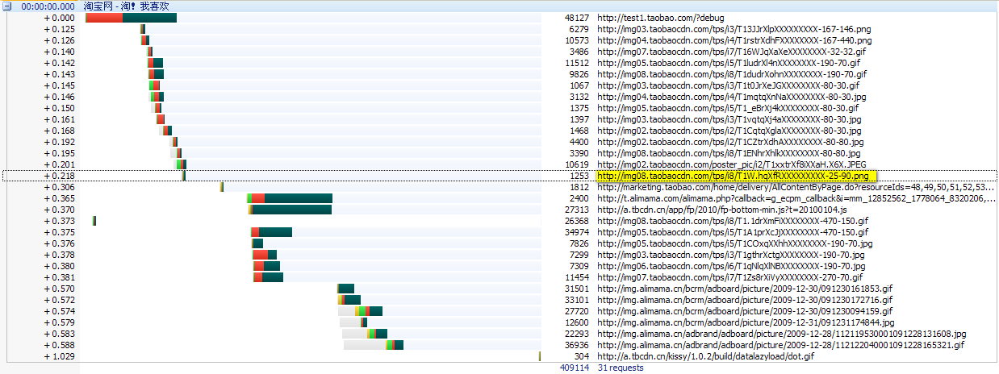 00:00:00.000 淘宝网 - 淘! 我喜欢
+ 0.000 48127 http://test1.taobao.com/?debug
+ 0.125 6279 http://img03.taobaocdn.com/tps/i3/T13JJrXlpXXXXXXXXX-167-146.png
+ 0.126 10573 http://img04.taobaocdn.com/tps/i4/T1rstrXdhFXXXXXXXX-167-440.png
+ 0.140 3486 http://img07.taobaocdn.com/tps/i7/T16WJqXaXeXXXXXXXX-32-32.gif
+ 0.142 11512 http://img05.taobaocdn.com/tps/i5/T1ludrXl4nXXXXXXXX-190-70.gif
+ 0.143 9826 http://img08.taobaocdn.com/tps/i8/T1dudrXohnXXXXXXXX-190-70.gif
+ 0.145 1067 http://img03.taobaocdn.com/tps/i3/T1t0JrXeJGXXXXXXXX-80-30.gif
+ 0.146 3132 http://img04.taobaocdn.com/tps/i4/T1mqtqXnNaXXXXXXXX-80-30.jpg
+ 0.150 1375 http://img05.taobaocdn.com/tps/i5/T1_eBrXj4kXXXXXXXX-80-30.gif
+ 0.161 1397 http://img03.taobaocdn.com/tps/i3/T1vqtqXj4aXXXXXXXX-80-30.jpg
+ 0.168 1468 http://img02.taobaocdn.com/tps/i2/T1CqtqXglaXXXXXXXX-80-30.jpg
+ 0.192 4400 http://img02.taobaocdn.com/tps/i2/T1CZtrXdhAXXXXXXXX-80-80.jpg
+ 0.195 3390 http://img08.taobaocdn.com/tps/i8/T1ENhrXhlkXXXXXXXX-80-80.jpg
+ 0.201 10619 http://img02.taobaocdn.com/poster_pic/i2/T1xxtrXf8iXXaH.X6X.JPEG
+ 0.218 1253 http://img08.taobaocdn.com/tps/i8/T1W.hqXfRXXXXXXXXX-25-90.png
+ 0.306 1812 http://marketing.taobao.com/home/delivery/AllContentByPage.do?resourceIds=48,49,50,51,52,53...
+ 0.365 2400 http://t.alimama.com/alimama.php?callback=g_ecpm_callback&i=mm_12852562_1778064_8320206,...
+ 0.370 27313 http://a.tbcdn.cn/app/fp/2010/fp-bottom-min.js?t=20100104.js
+ 0.373 26368 http://img08.taobaocdn.com/tps/i8/T1.1drXmFiXXXXXXXX-470-150.gif
+ 0.375 34974 http://img05.taobaocdn.com/tps/i5/T1A1prXcJjXXXXXXXX-470-150.gif
+ 0.376 7826 http://img05.taobaocdn.com/tps/i5/T1COxqXXhhXXXXXXXX-190-70.jpg
+ 0.378 7299 http://img03.taobaocdn.com/tps/i3/T1gthrXctgXXXXXXXX-190-70.jpg
+ 0.380 7309 http://img06.taobaocdn.com/tps/i6/T1qNlqXlNBXXXXXXXX-190-70.jpg
+ 0.381 11454 http://img07.taobaocdn.com/tps/i7/T1Zs8rXiVyXXXXXXXX-270-70.gif
+ 0.570 31501 http://img.alimama.cn/bcrm/adboard/picture/2009-12-30/091230161853.gif
+ 0.572 33101 http://img.alimama.cn/bcrm/adboard/picture/2009-12-30/091230172716.gif
+ 0.574 27720 http://img.alimama.cn/bcrm/adboard/picture/2009-12-30/091230094159.gif
+ 0.579 12600 http://img.alimama.cn/bcrm/adboard/picture/2009-12-31/091231174844.jpg
+ 0.583 22293 http://img.alimama.cn/adbrand/adboard/picture/2009-12-28/112119530001091228131608.jpg
+ 0.588 36936 http://img.alimama.cn/adbrand/adboard/picture/2009-12-28/112122040001091228165321.gif
+ 1.029 304 http://a.tbcdn.cn/kissy/1.0.2/build/datalazyload/dot.gif
409114 31 requests